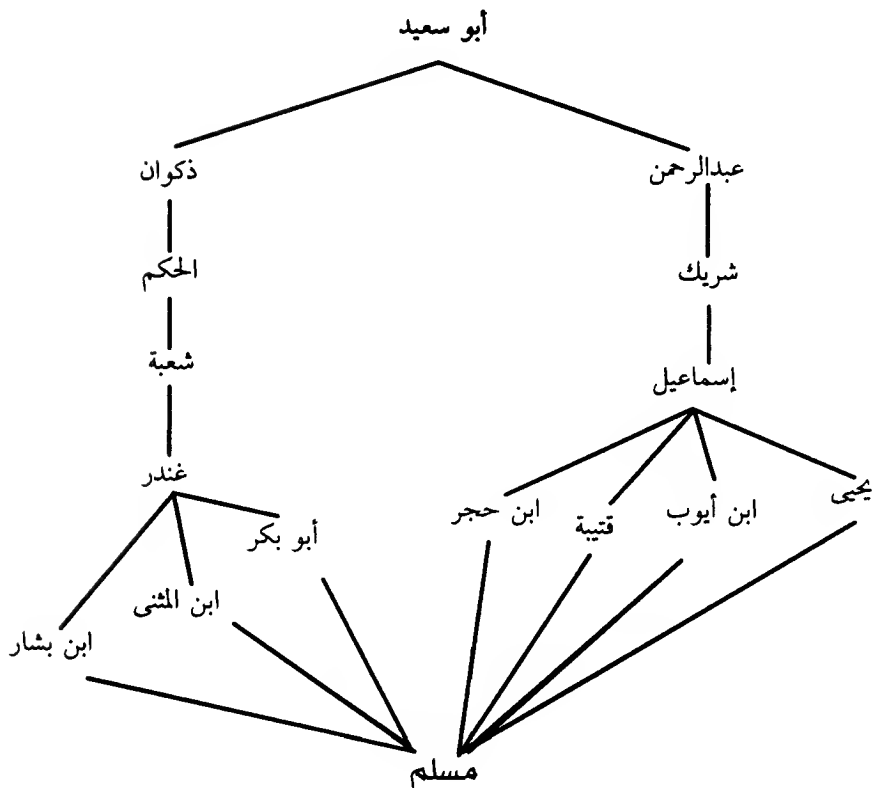 أبو سعيد
عبدالرحمن
ذكوان
شريك
الحكم
إسماعيل
شعبة
يحيى
ابن أيوب
قتيبة
ابن حجر
غندر
أبو بكر
ابن المثنى
ابن بشار
مسلم